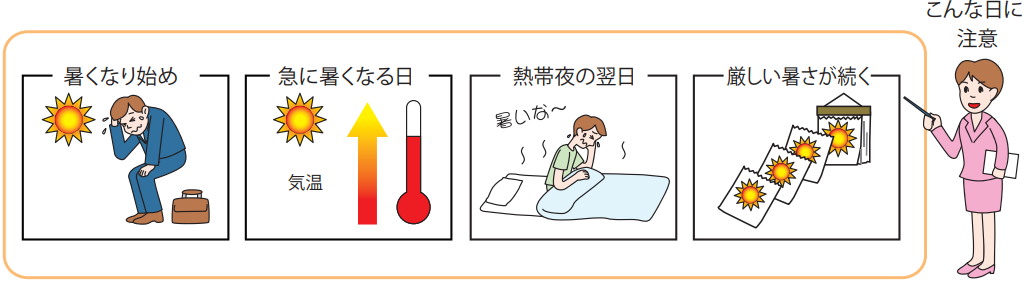 こんな日に
注意
暑くなり始め
急に暑くなる日
熱帯夜の翌日
厳しい暑さが続く
気温
暑いな〜